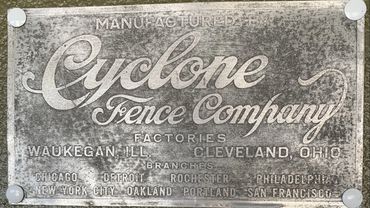 MANUFACTURED BY
Cyclone
Fence Company
FACTORIES
WAUKEGAN, ILL. CLEVELAND, OHIO
BRANCHES
CHICAGO DETROIT ROCHESTER PHILADELPHIA
NEW YORK CITY OAKLAND PORTLAND SAN FRANCISCO